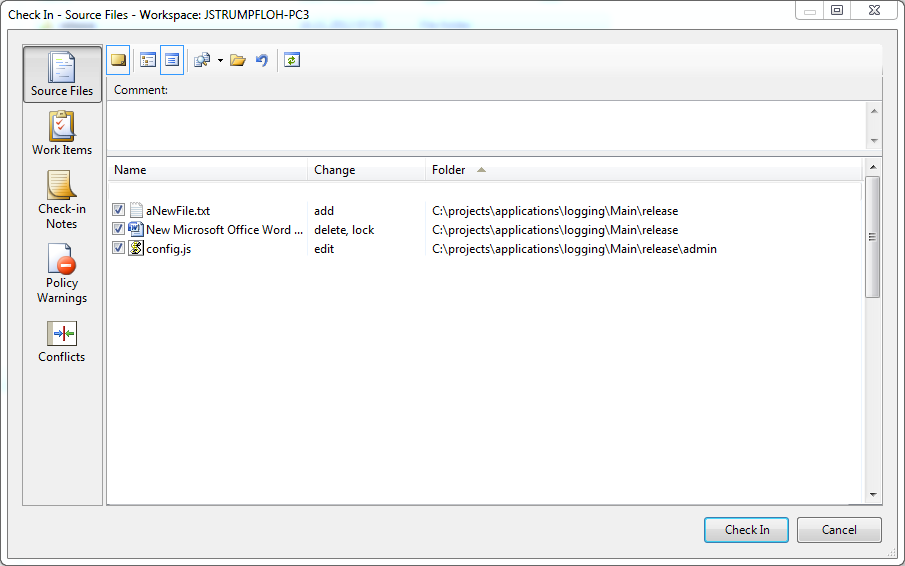 Check In - Source Files - Workspace: JSTRUMPFLOH-PC3
Source Files
Work Items
Check-in
Notes
Policy
Warnings
Conflicts
Comment:
Name Change Folder
aNewFile.txt add C:\projects\applications\logging\Main\release
New Microsoft Office Word ... delete, lock C:\projects\applications\logging\Main\release
config.js edit C:\projects\applications\logging\Main\release\admin
Check In Cancel